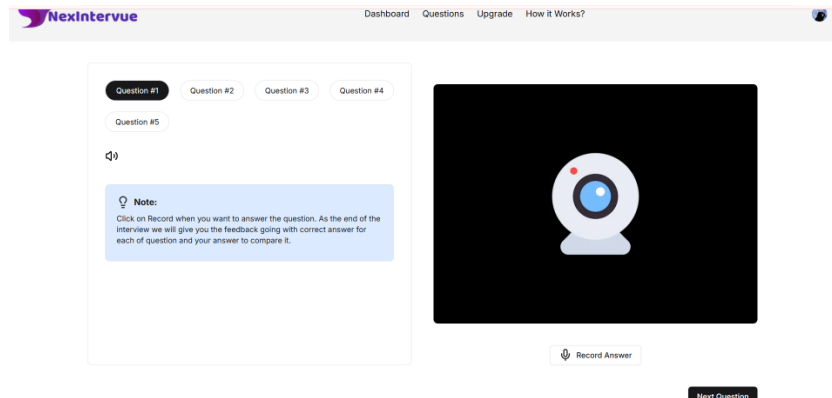 NexIntervue
Dashboard Questions Upgrade How it Works?
Question #1 Question #2 Question #3 Question #4
Question #5
Note:
Click on Record when you want to answer the question. As the end of the
interview we will give you the feedback going with correct answer for
each of question and your answer to compare it.
Record Answer
Next Question